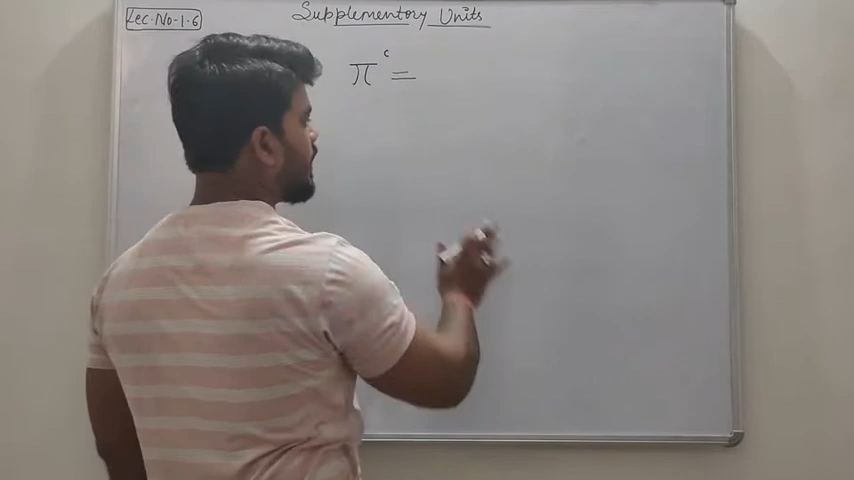 Lec.No-1.6
Supplementory Units
π^c =